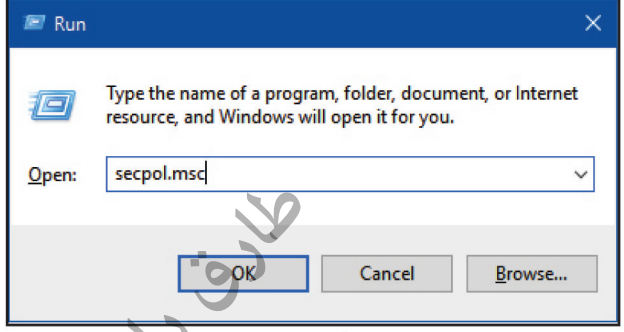 Run
Type the name of a program, folder, document, or Internet
resource, and Windows will open it for you.
Open:
secpol.msc
OK
Cancel
Browse...
طارق